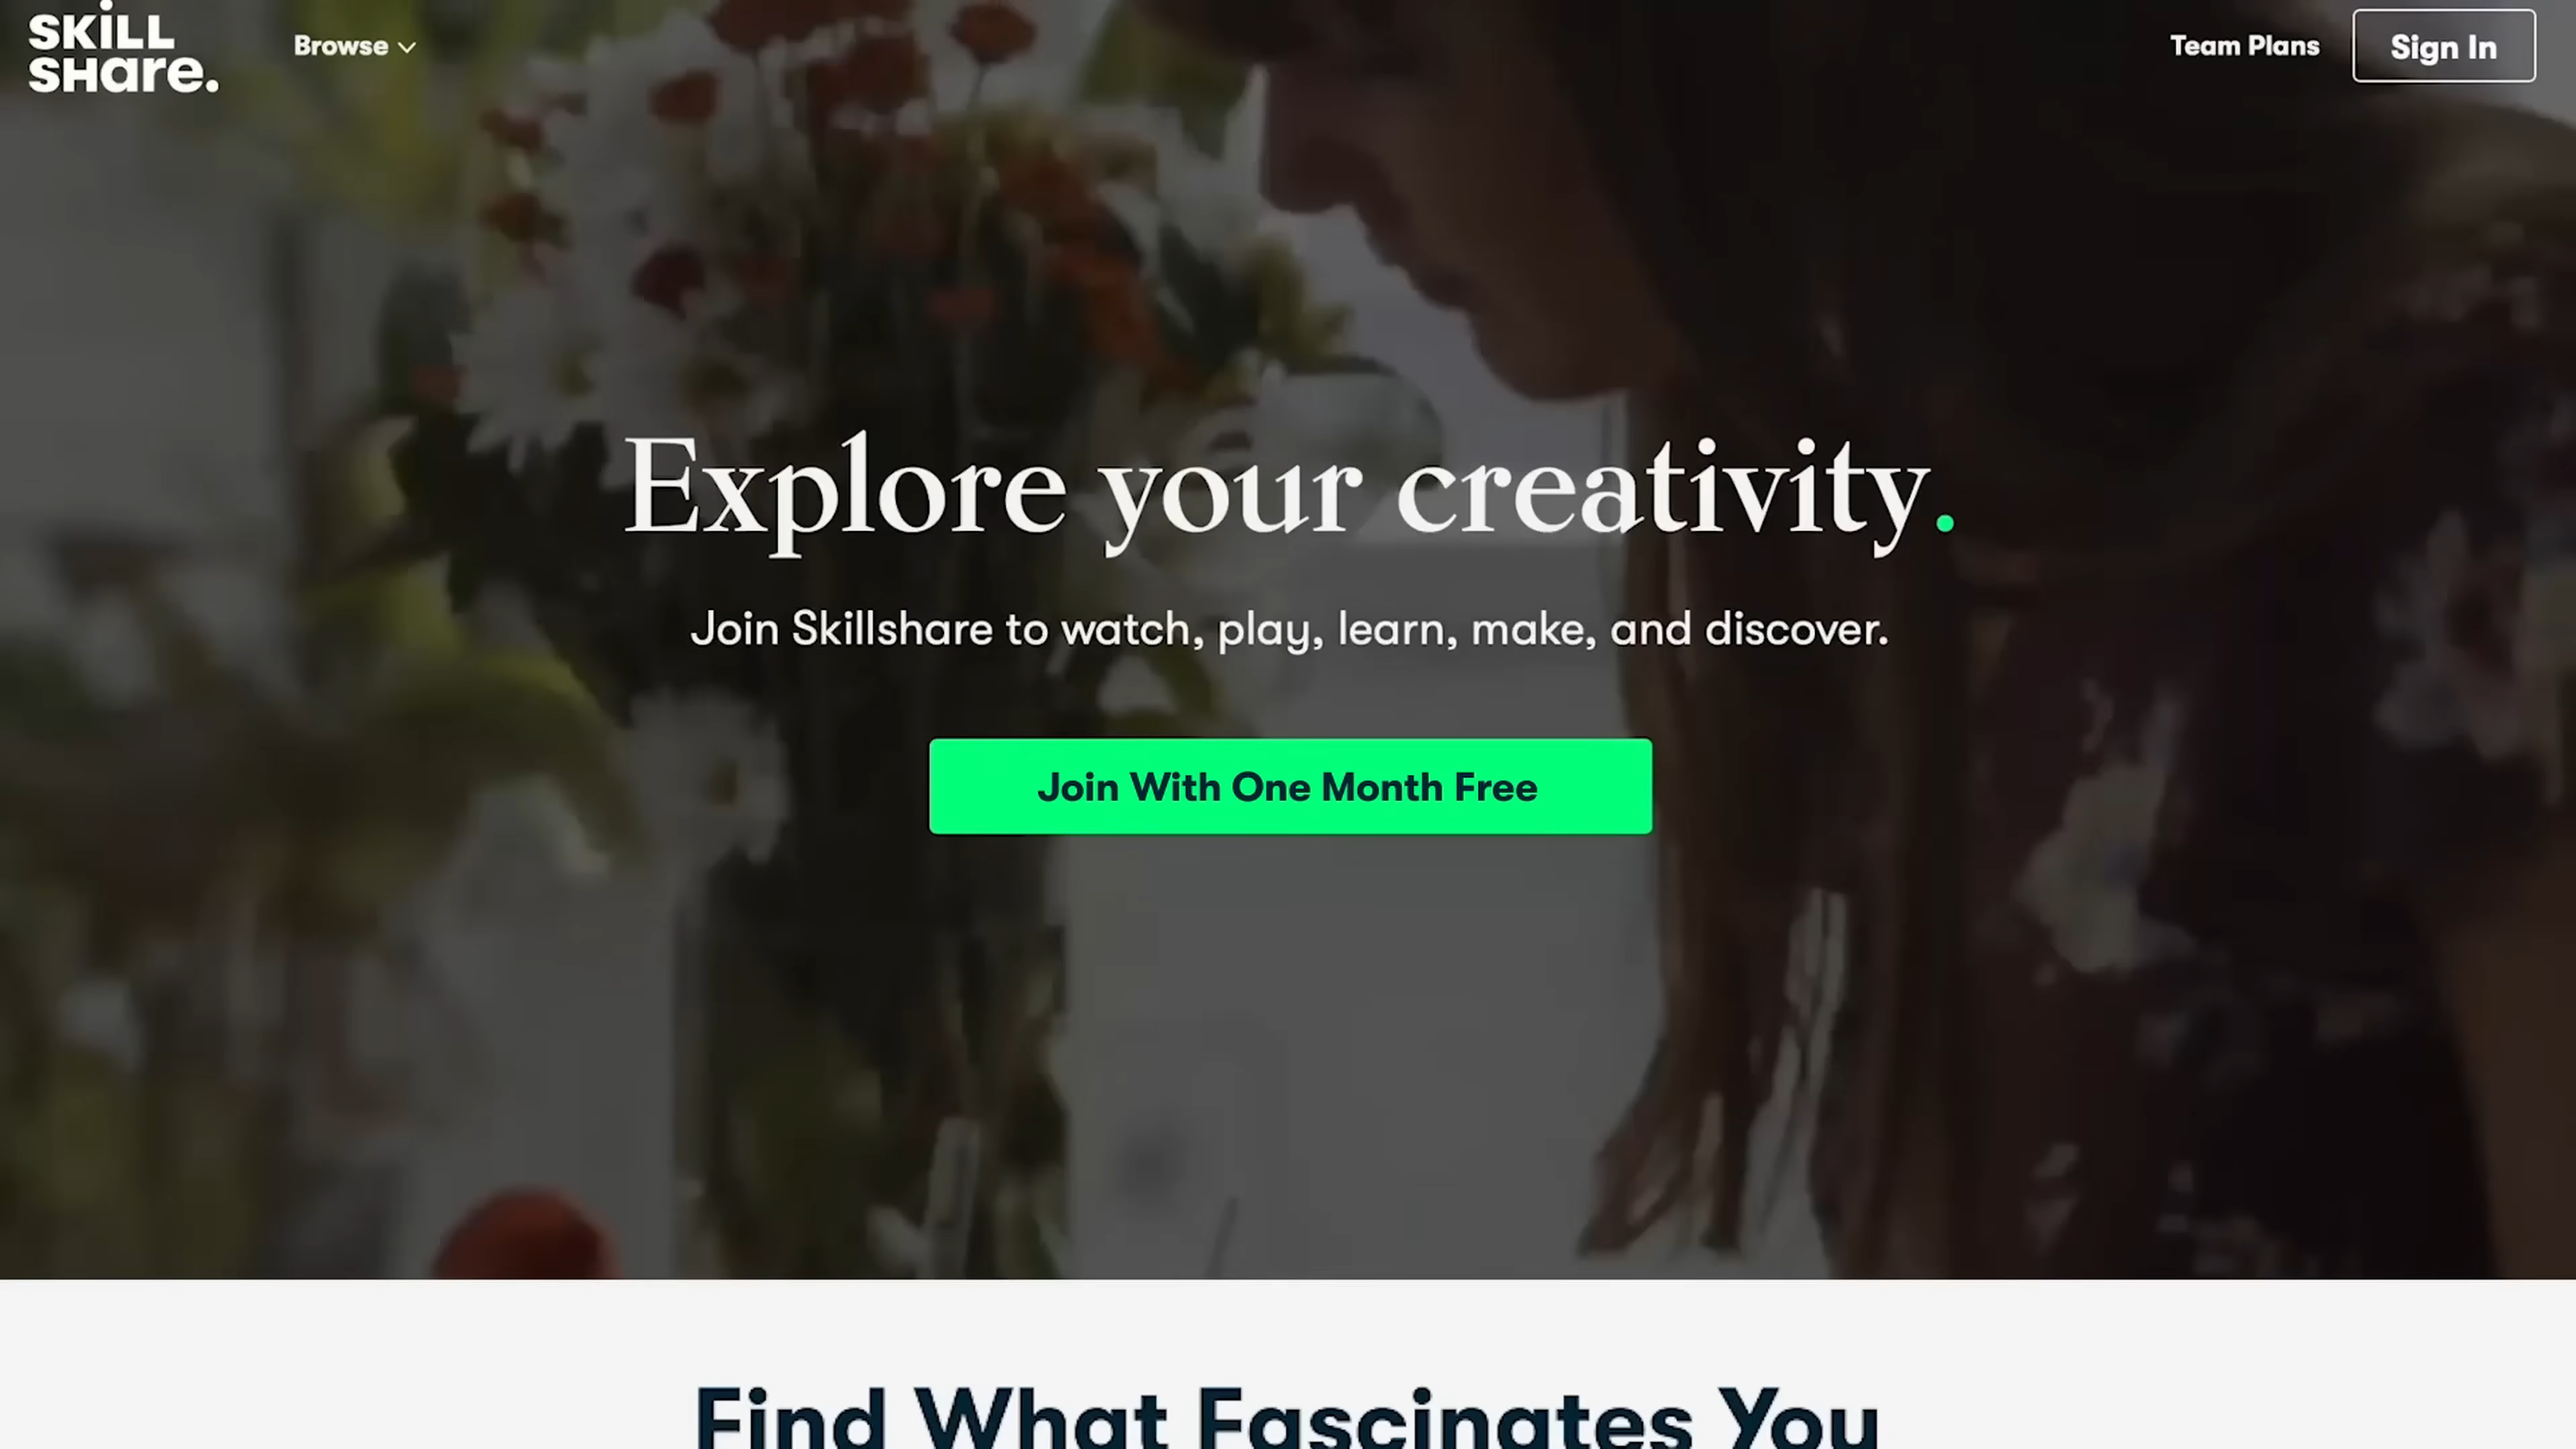 SKiLL
SHare.
Browse
Team Plans
Sign In
Explore your creativity.
Join Skillshare to watch, play, learn, make, and discover.
Join With One Month Free
Find What Fascinates You